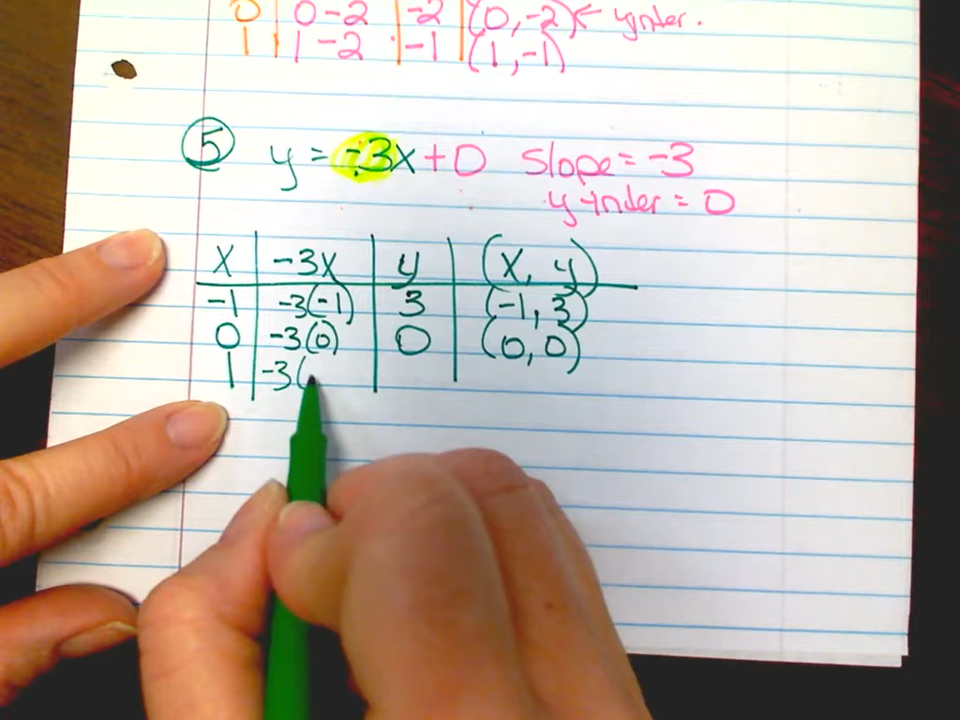 0 | 0 - 2 | -2 | (0, -2) ← y-inter.
1 | 1 - 2 | -1 | (1, -1)
⑤ y = -3x + 0 Slope = -3
y-inter = 0
x | -3x | y | (x, y)
-1 | -3(-1) | 3 | (-1, 3)
0 | -3(0) | 0 | (0, 0)
1 | -3(